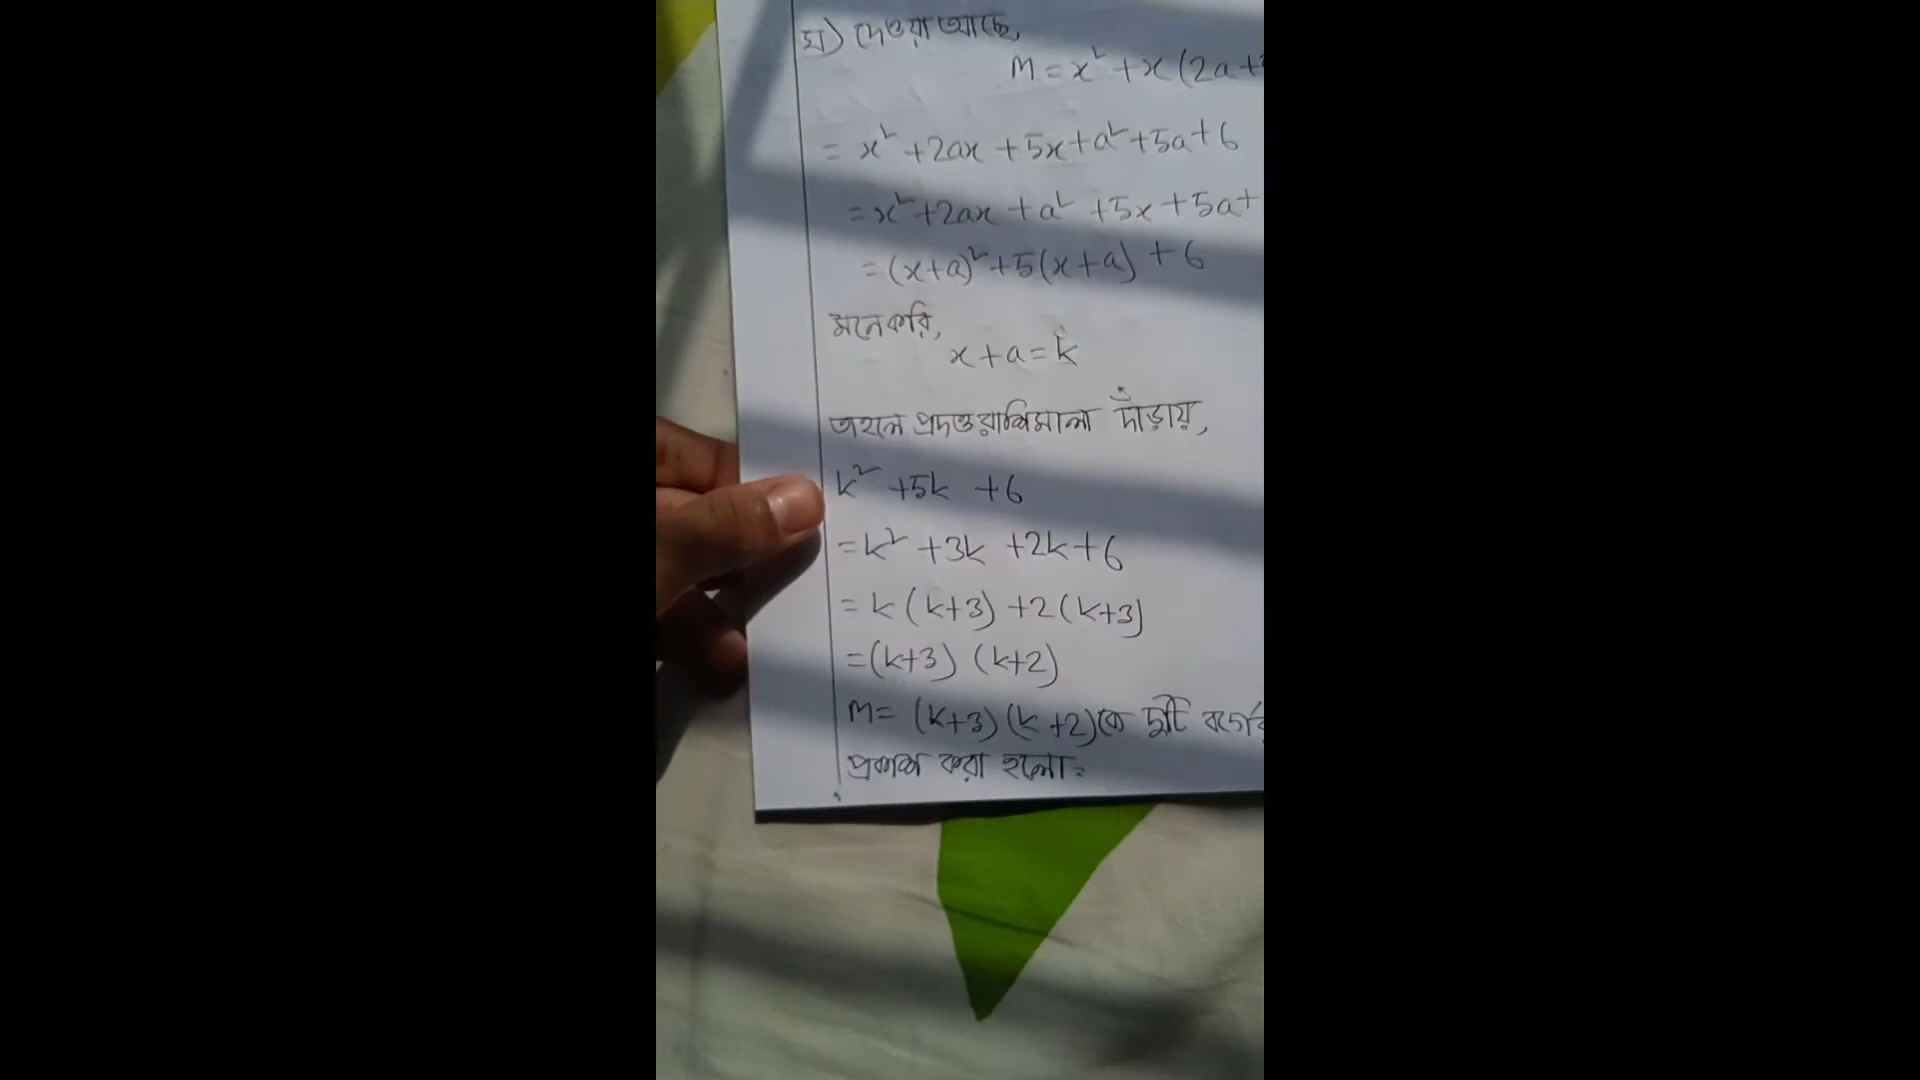 ঘ) দেওয়া আছে,
M = x² + x (2a +
= x² + 2ax + 5x + a² + 5a + 6
= x² + 2ax + a² + 5x + 5a +
= (x+a)² + 5(x+a) + 6
মনেকরি,
x + a = k
তাহলে প্রদত্তরাশিমালা দাঁড়ায়,
k² + 5k + 6
= k² + 3k + 2k + 6
= k (k+3) + 2 (k+3)
= (k+3) (k+2)
M = (k+3) (k +2) কে দুটি বর্গের
প্রকাশ করা হলো: